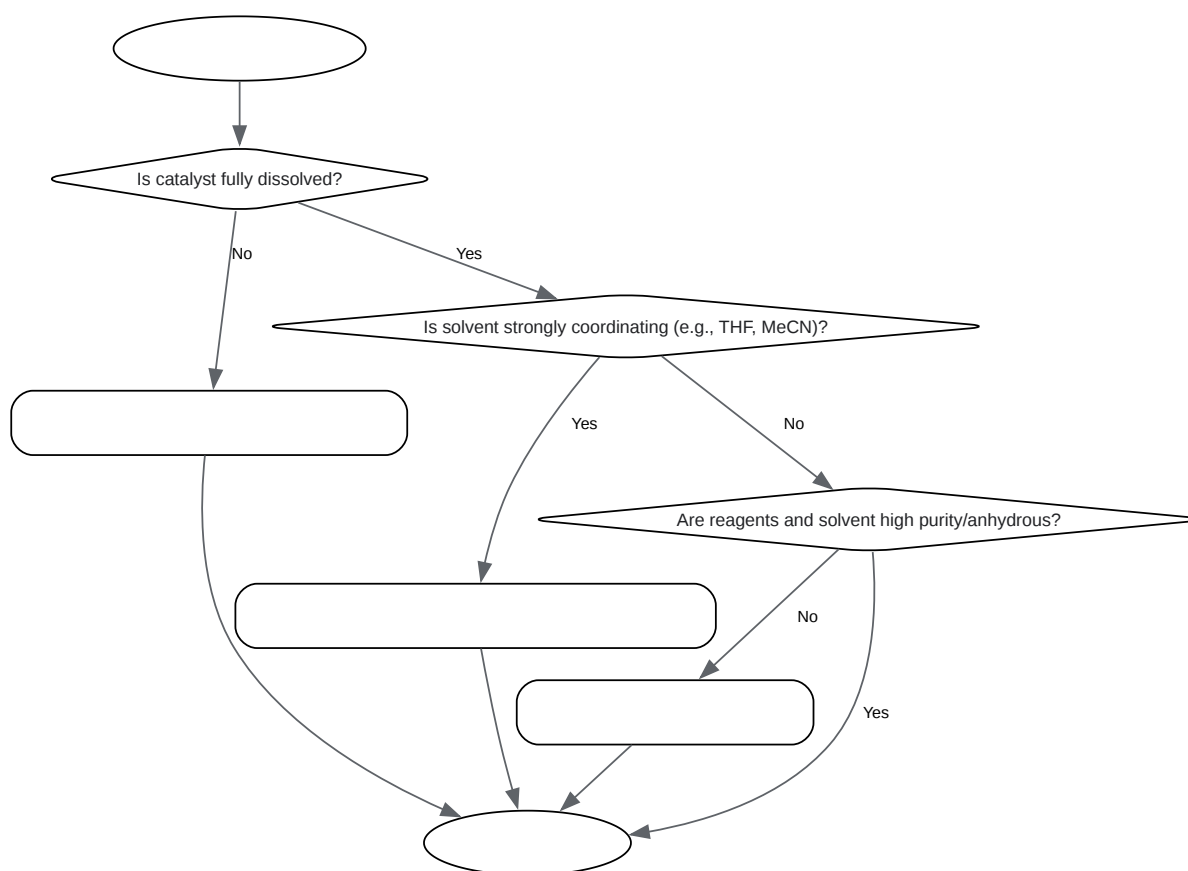 Is catalyst fully dissolved?
No
Yes
Is solvent strongly coordinating (e.g., THF, MeCN)?
Yes
No
Are reagents and solvent high purity/anhydrous?
No
Yes